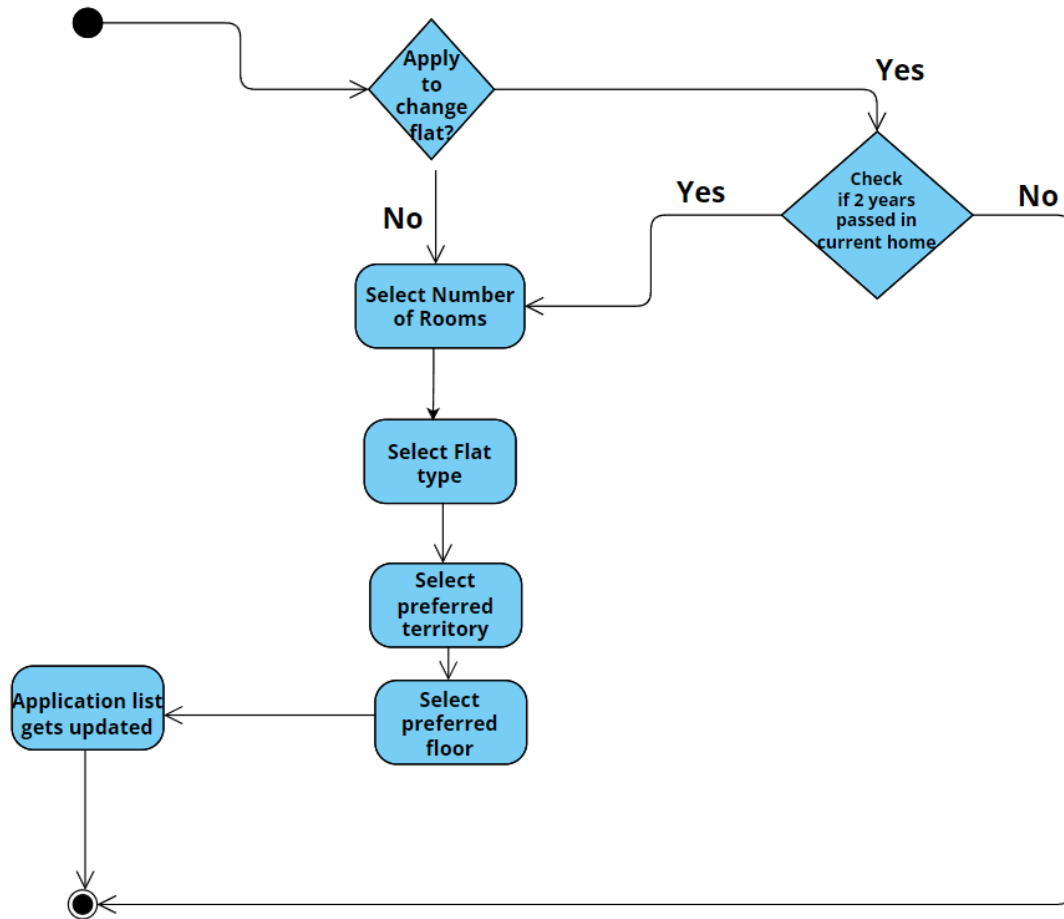 Apply
to
change
flat?
Yes
Check
if 2 years
passed in
current home
Yes
No
No
Select Number
of Rooms
Select Flat
type
Select
preferred
territory
Select
preferred
floor
Application list
gets updated